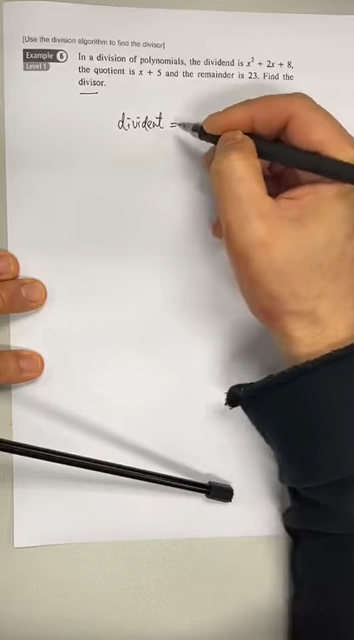 [Use the division algorithm to find the divisor]
Example 6 In a division of polynomials, the dividend is x² + 2x + 8,
Level 1 the quotient is x + 5 and the remainder is 23. Find the
divisor.
divident =